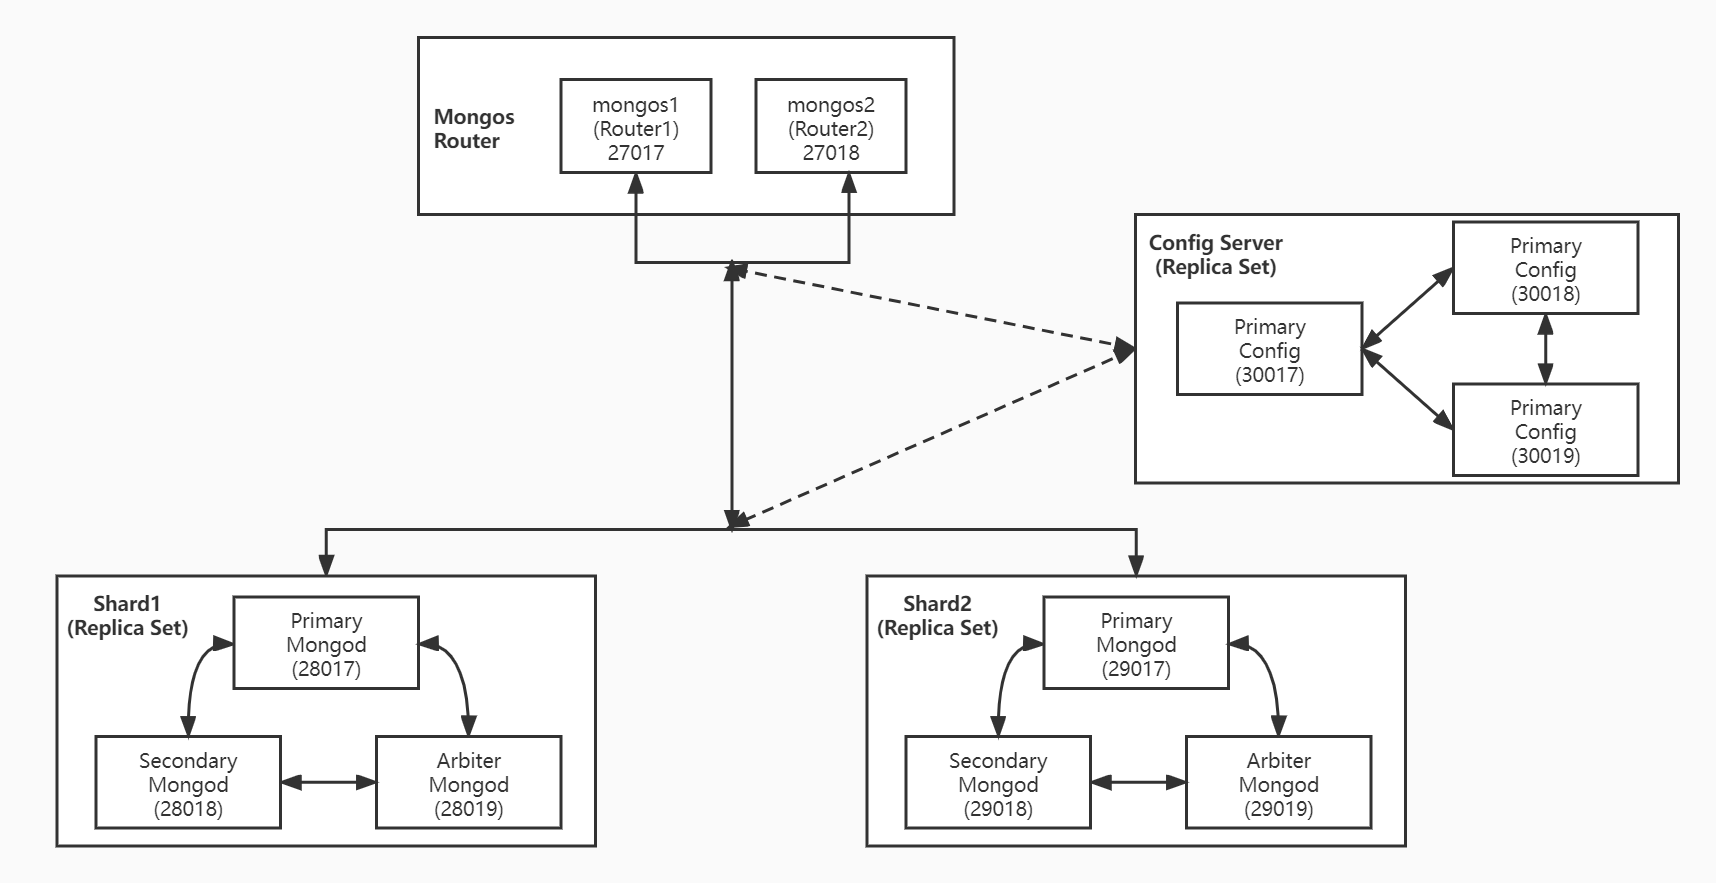 Mongos
Router
mongos1
(Router1)
27017
mongos2
(Router2)
27018
Config Server
(Replica Set)
Primary
Config
(30017)
Primary
Config
(30018)
Primary
Config
(30019)
Shard1
(Replica Set)
Primary
Mongod
(28017)
Secondary
Mongod
(28018)
Arbiter
Mongod
(28019)
Shard2
(Replica Set)
Primary
Mongod
(29017)
Secondary
Mongod
(29018)
Arbiter
Mongod
(29019)